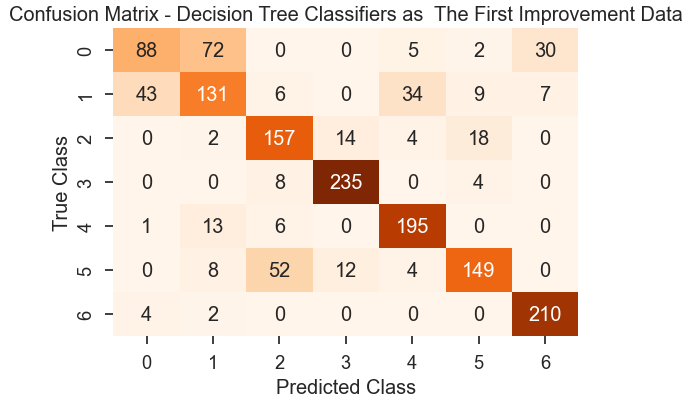 Confusion Matrix - Decision Tree Classifiers as  The First Improvement Data
True Class
0 88 72 0 0 5 2 30
1 43 131 6 0 34 9 7
2 0 2 157 14 4 18 0
3 0 0 8 235 0 4 0
4 1 13 6 0 195 0 0
5 0 8 52 12 4 149 0
6 4 2 0 0 0 0 210
0 1 2 3 4 5 6
Predicted Class